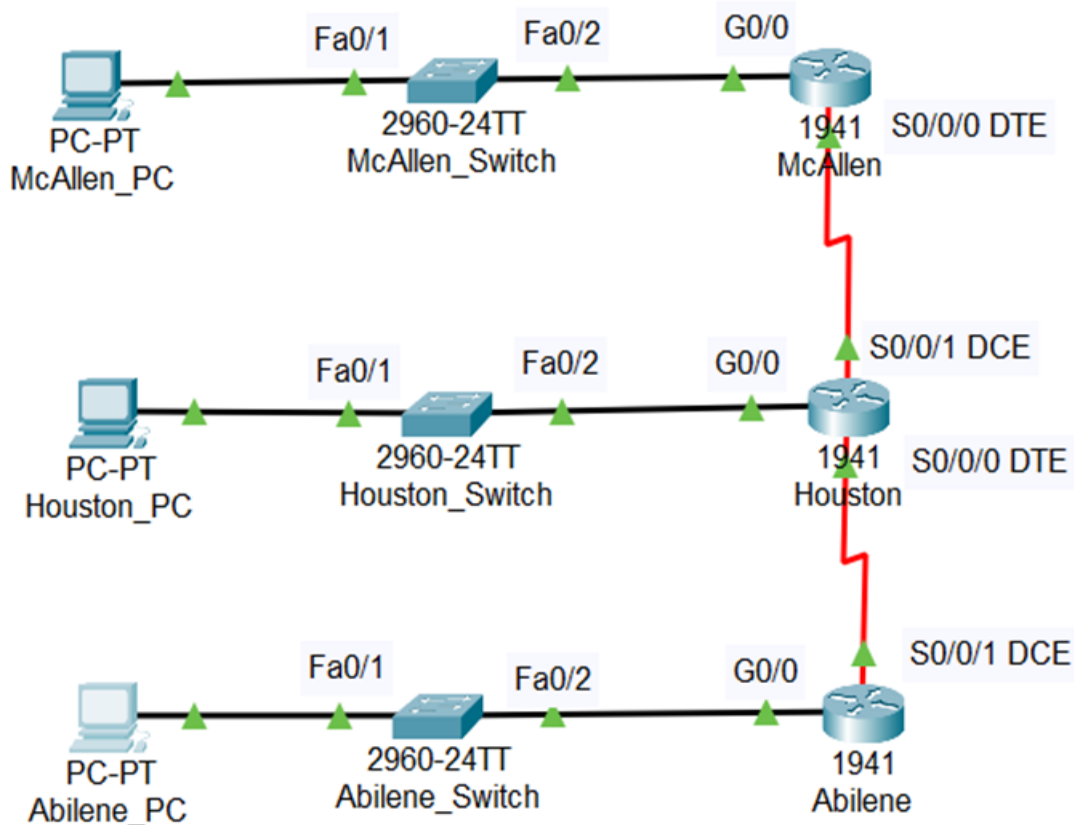 Fa0/1
Fa0/2
G0/0
PC-PT
McAllen_PC
2960-24TT
McAllen_Switch
1941
McAllen
S0/0/0 DTE
S0/0/1 DCE
Fa0/1
Fa0/2
G0/0
PC-PT
Houston_PC
2960-24TT
Houston_Switch
1941
Houston
S0/0/0 DTE
S0/0/1 DCE
Fa0/1
Fa0/2
G0/0
PC-PT
Abilene_PC
2960-24TT
Abilene_Switch
1941
Abilene